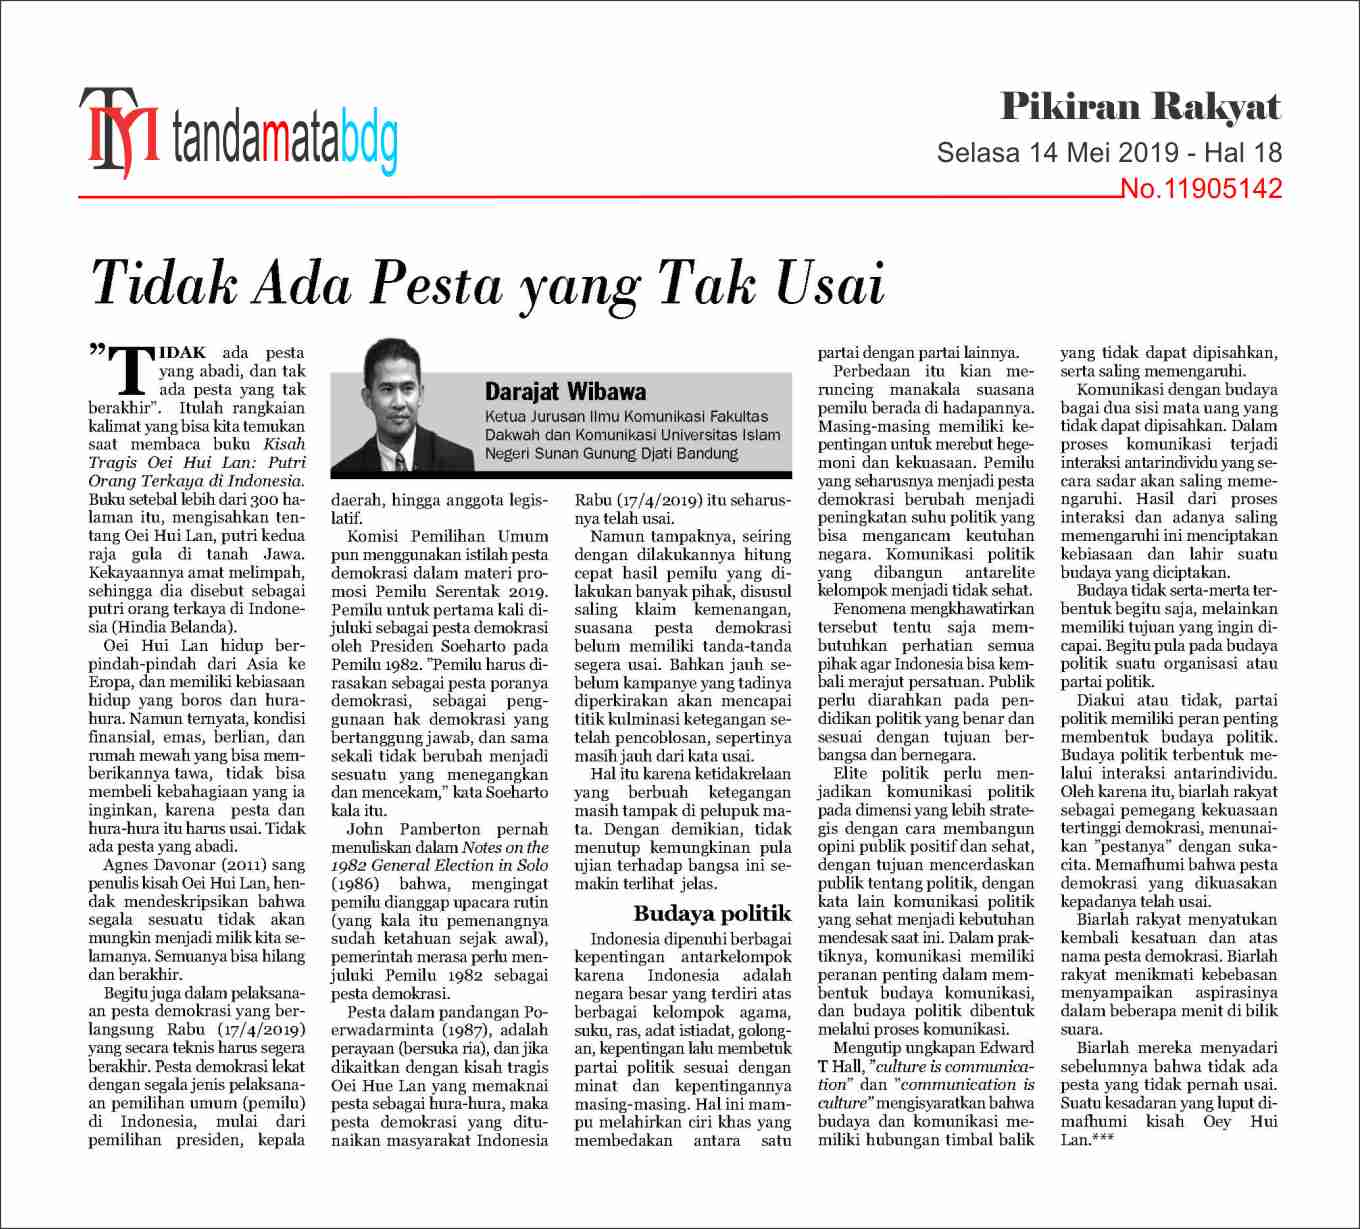 TM tandamatabdg
Pikiran Rakyat
Selasa 14 Mei 2019 - Hal 18
No.11905142
Tidak Ada Pesta yang Tak Usai
"TIDAK ada pesta
yang abadi, dan tak
ada pesta yang tak
berakhir". Itulah rangkaian
kalimat yang bisa kita temukan
saat membaca buku Kisah
Tragis Oei Hui Lan: Putri
Orang Terkaya di Indonesia.
Buku setebal lebih dari 300 ha-
laman itu, mengisahkan ten-
tang Oei Hui Lan, putri kedua
raja gula di tanah Jawa.
Kekayaannya amat melimpah,
sehingga dia disebut sebagai
putri orang terkaya di Indone-
sia (Hindia Belanda).
Oei Hui Lan hidup ber-
pindah-pindah dari Asia ke
Eropa, dan memiliki kebiasaan
hidup yang boros dan hura-
hura. Namun ternyata, kondisi
finansial, emas, berlian, dan
rumah mewah yang bisa mem-
berikannya tawa, tidak bisa
membeli kebahagiaan yang ia
inginkan, karena pesta dan
hura-hura itu harus usai. Tidak
ada pesta yang abadi.
Agnes Davonar (2011) sang
penulis kisah Oei Hui Lan, hen-
dak mendeskripsikan bahwa
segala sesuatu tidak akan
mungkin menjadi milik kita se-
lamanya. Semuanya bisa hilang
dan berakhir.
Begitu juga dalam pelaksana-
an pesta demokrasi yang ber-
langsung Rabu (17/4/2019)
yang secara teknis harus segera
berakhir. Pesta demokrasi lekat
dengan segala jenis pelaksana-
an pemilihan umum (pemilu)
di Indonesia, mulai dari
pemilihan presiden, kepala
Darajat Wibawa
Ketua Jurusan Ilmu Komunikasi Fakultas
Dakwah dan Komunikasi Universitas Islam
Negeri Sunan Gunung Djati Bandung
daerah, hingga anggota legis-
latif.
Komisi Pemilihan Umum
pun menggunakan istilah pesta
demokrasi dalam materi pro-
mosi Pemilu Serentak 2019.
Pemilu untuk pertama kali di-
juluki sebagai pesta demokrasi
oleh Presiden Soeharto pada
Pemilu 1982. "Pemilu harus di-
rasakan sebagai pesta poranya
demokrasi, sebagai peng-
gunaan hak demokrasi yang
bertanggung jawab, dan sama
sekali tidak berubah menjadi
sesuatu yang menegangkan
dan mencekam," kata Soeharto
kala itu.
John Pamberton pernah
menuliskan dalam Notes on the
1982 General Election in Solo
(1986) bahwa, mengingat
pemilu dianggap upacara rutin
(yang kala itu pemenangnya
sudah ketahuan sejak awal),
pemerintah merasa perlu men-
juluki Pemilu 1982 sebagai
pesta demokrasi.
Pesta dalam pandangan Po-
erwadarminta (1987), adalah
perayaan (bersuka ria), dan jika
dikaitkan dengan kisah tragis
Oei Hue Lan yang memaknai
pesta sebagai hura-hura, maka
pesta demokrasi yang ditu-
naikan masyarakat Indonesia
Rabu (17/4/2019) itu seharus-
nya telah usai.
Namun tampaknya, seiring
dengan dilakukannya hitung
cepat hasil pemilu yang di-
lakukan banyak pihak, disusul
saling klaim kemenangan,
suasana pesta demokrasi
belum memiliki tanda-tanda
segera usai. Bahkan jauh se-
belum kampanye yang tadinya
diperkirakan akan mencapai
titik kulminasi ketegangan se-
telah pencoblosan, sepertinya
masih jauh dari kata usai.
Hal itu karena ketidakrelaan
yang berbuah ketegangan
masih tampak di pelupuk ma-
ta. Dengan demikian, tidak
menutup kemungkinan pula
ujian terhadap bangsa ini se-
makin terlihat jelas.
Budaya politik
Indonesia dipenuhi berbagai
kepentingan antarkelompok
karena Indonesia adalah
negara besar yang terdiri atas
berbagai kelompok agama,
suku, ras, adat istiadat, golong-
an, kepentingan lalu membetuk
partai politik sesuai dengan
minat dan kepentingannya
masing-masing. Hal ini mam-
pu melahirkan ciri khas yang
membedakan antara satu
partai dengan partai lainnya.
Perbedaan itu kian me-
runcing manakala suasana
pemilu berada di hadapannya.
Masing-masing memiliki ke-
pentingan untuk merebut hege-
moni dan kekuasaan. Pemilu
yang seharusnya menjadi pesta
demokrasi berubah menjadi
peningkatan suhu politik yang
bisa mengancam keutuhan
negara. Komunikasi politik
yang dibangun antarelite
kelompok menjadi tidak sehat.
Fenomena mengkhawatirkan
tersebut tentu saja mem-
butuhkan perhatian semua
pihak agar Indonesia bisa kem-
bali merajut persatuan. Publik
perlu diarahkan pada pen-
didikan politik yang benar dan
sesuai dengan tujuan ber-
bangsa dan bernegara.
Elite politik perlu men-
jadikan komunikasi politik
pada dimensi yang lebih strate-
gis dengan cara membangun
opini publik positif dan sehat,
dengan tujuan mencerdaskan
publik tentang politik, dengan
kata lain komunikasi politik
yang sehat menjadi kebutuhan
mendesak saat ini. Dalam prak-
tiknya, komunikasi memiliki
peranan penting dalam mem-
bentuk budaya komunikasi,
dan budaya politik dibentuk
melalui proses komunikasi.
Mengutip ungkapan Edward
T Hall, "culture is communica-
tion" dan "communication is
culture" mengisyaratkan bahwa
budaya dan komunikasi me-
miliki hubungan timbal balik
yang tidak dapat dipisahkan,
serta saling memengaruhi.
Komunikasi dengan budaya
bagai dua sisi mata uang yang
tidak dapat dipisahkan. Dalam
proses komunikasi terjadi
interaksi antarindividu yang se-
cara sadar akan saling meme-
ngaruhi. Hasil dari proses
interaksi dan adanya saling
memengaruhi ini menciptakan
kebiasaan dan lahir suatu
budaya yang diciptakan.
Budaya tidak serta-merta ter-
bentuk begitu saja, melainkan
memiliki tujuan yang ingin di-
capai. Begitu pula pada budaya
politik suatu organisasi atau
partai politik.
Diakui atau tidak, partai
politik memiliki peran penting
membentuk budaya politik.
Budaya politik terbentuk me-
lalui interaksi antarindividu.
Oleh karena itu, biarlah rakyat
sebagai pemegang kekuasaan
tertinggi demokrasi, menunai-
kan "pestanya" dengan suka-
cita. Memafhumi bahwa pesta
demokrasi yang dikuasakan
kepadanya telah usai.
Biarlah rakyat menyatukan
kembali kesatuan dan atas
nama pesta demokrasi. Biarlah
rakyat menikmati kebebasan
menyampaikan aspirasinya
dalam beberapa menit di bilik
suara.
Biarlah mereka menyadari
sebelumnya bahwa tidak ada
pesta yang tidak pernah usai.
Suatu kesadaran yang luput di-
mafhumi kisah Oey Hui
Lan.***